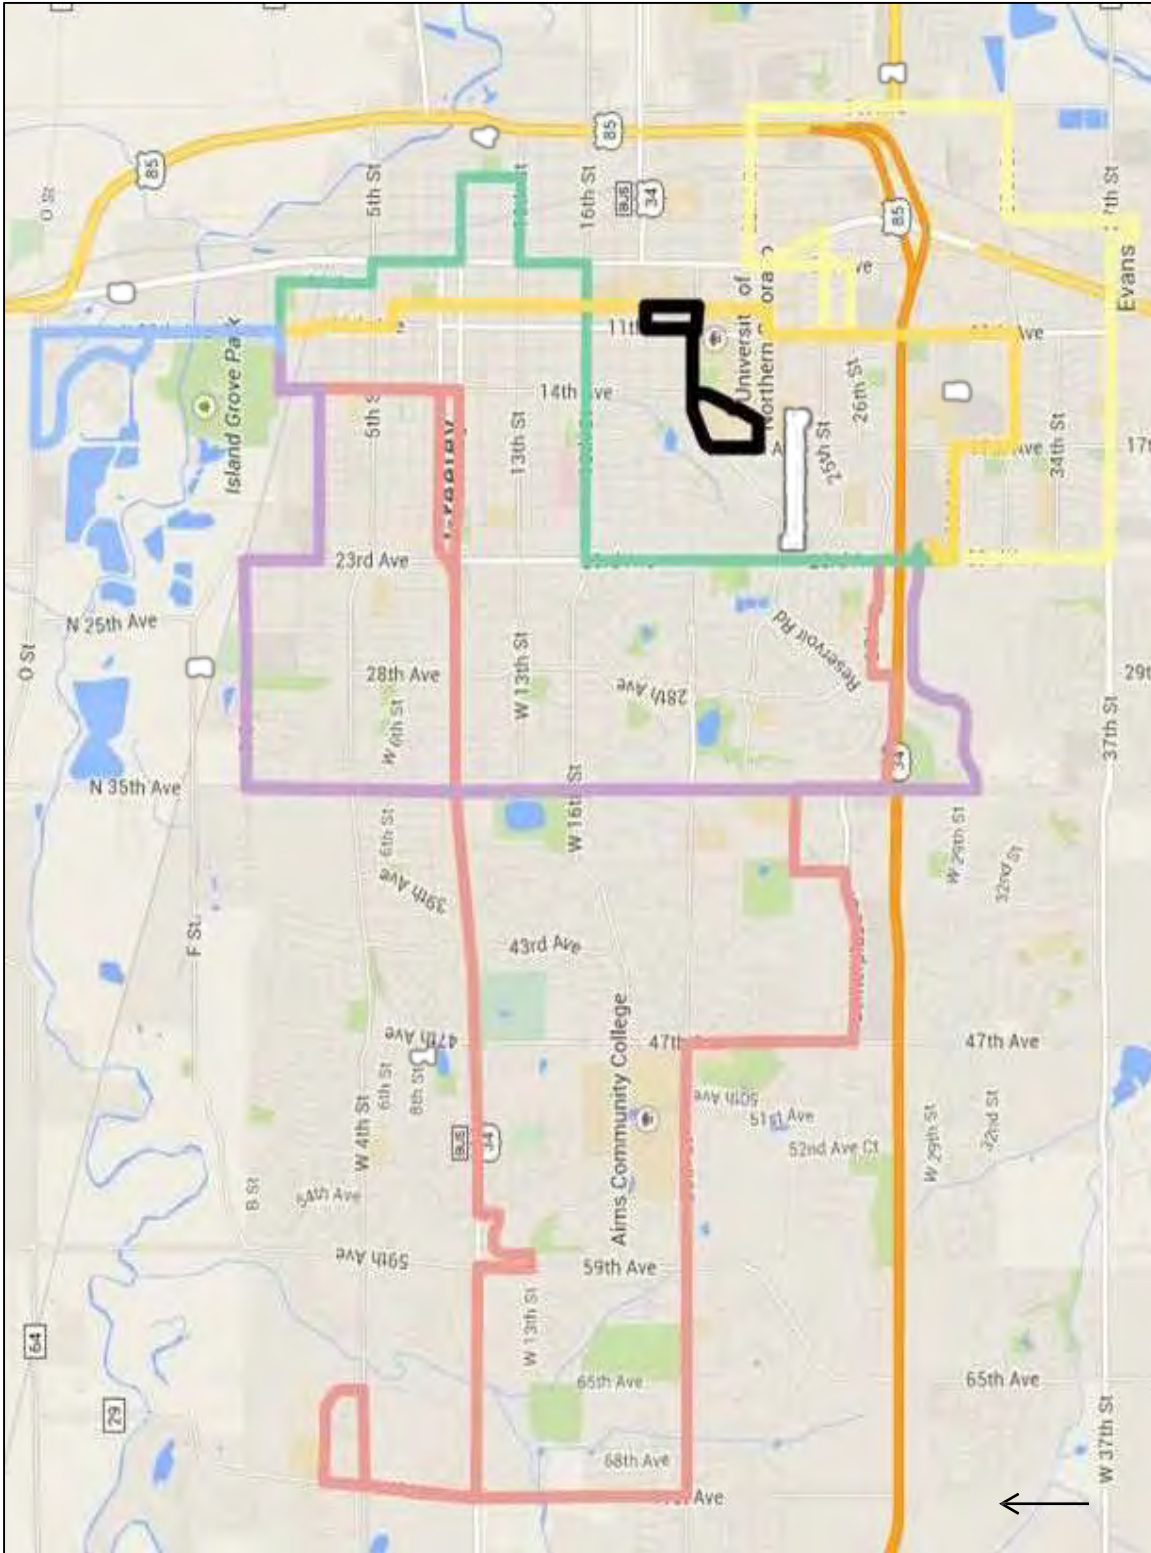 O St
5th St
16th St
BUS
34
85
85
85
Island Grove Park
11th
14th Ave
13th St
University of
Northern
26th St
25th St
34th St
Ave
Ave
17t
Evans
23rd Ave
N 25th Ave
O St
28th Ave
W 6th St
W 13th St
28th Ave
Reservoir Rd
29t
37th St
34
N 35th Ave
6th St
39th Ave
W 16th St
W 29th St
32nd St
F St
43rd Ave
47th Ave
6th St
8th St
47th
47th Ave
Aims Community College
50th Ave
51st Ave
52nd Ave Ct
W 29th St
32nd St
W 4th St
BUS
34
B St
54th Ave
59th Ave
59th Ave
W 13th St
64
29
65th Ave
65th Ave
68th Ave
Ave
W 37th St